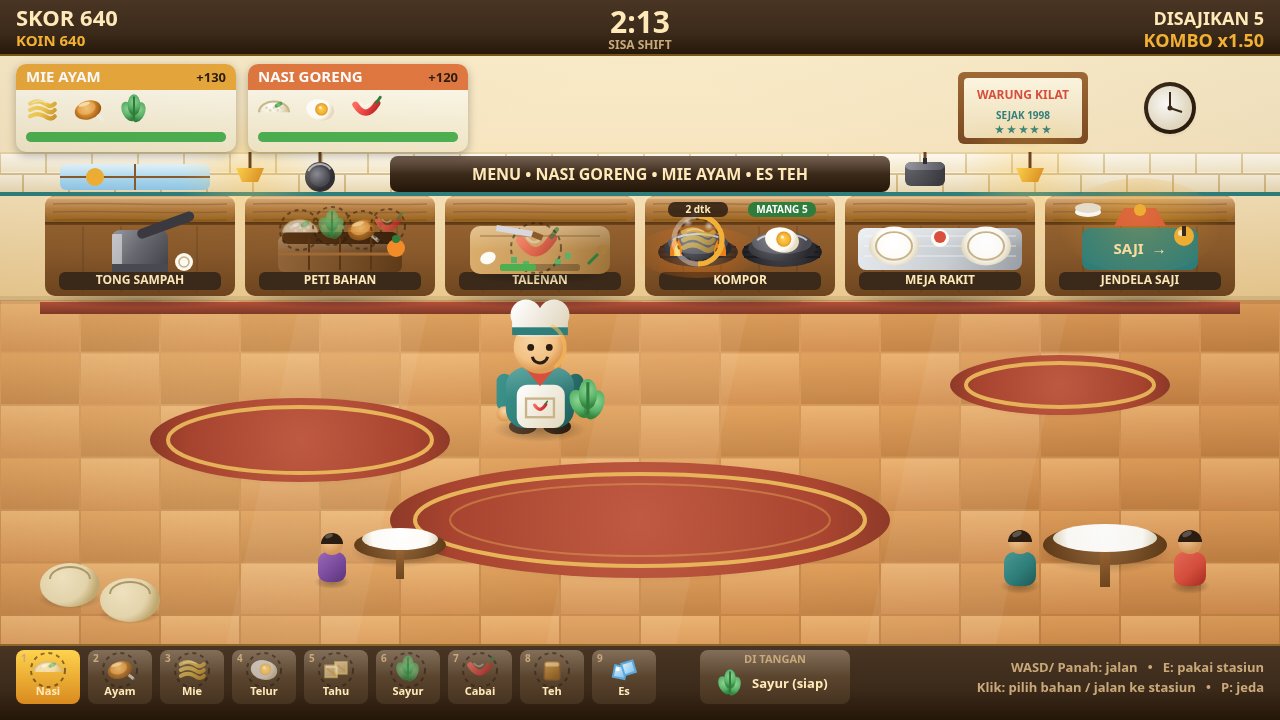 SKOR 640
KOIN 640
2:13
SISA SHIFT
DISAJIKAN 5
KOMBO x1.50
MIE AYAM +130
NASI GORENG +120
WARUNG KILAT
SEJAK 1998
★★★★★
MENU • NASI GORENG • MIE AYAM • ES TEH
2 dtk
MATANG 5
SAJI →
TONG SAMPAH
PETI BAHAN
TALENAN
KOMPOR
MEJA RAKIT
JENDELA SAJI
1 Nasi
2 Ayam
3 Mie
4 Telur
5 Tahu
6 Sayur
7 Cabai
8 Teh
9 Es
DI TANGAN
Sayur (siap)
WASD/ Panah: jalan • E: pakai stasiun
Klik: pilih bahan / jalan ke stasiun • P: jeda